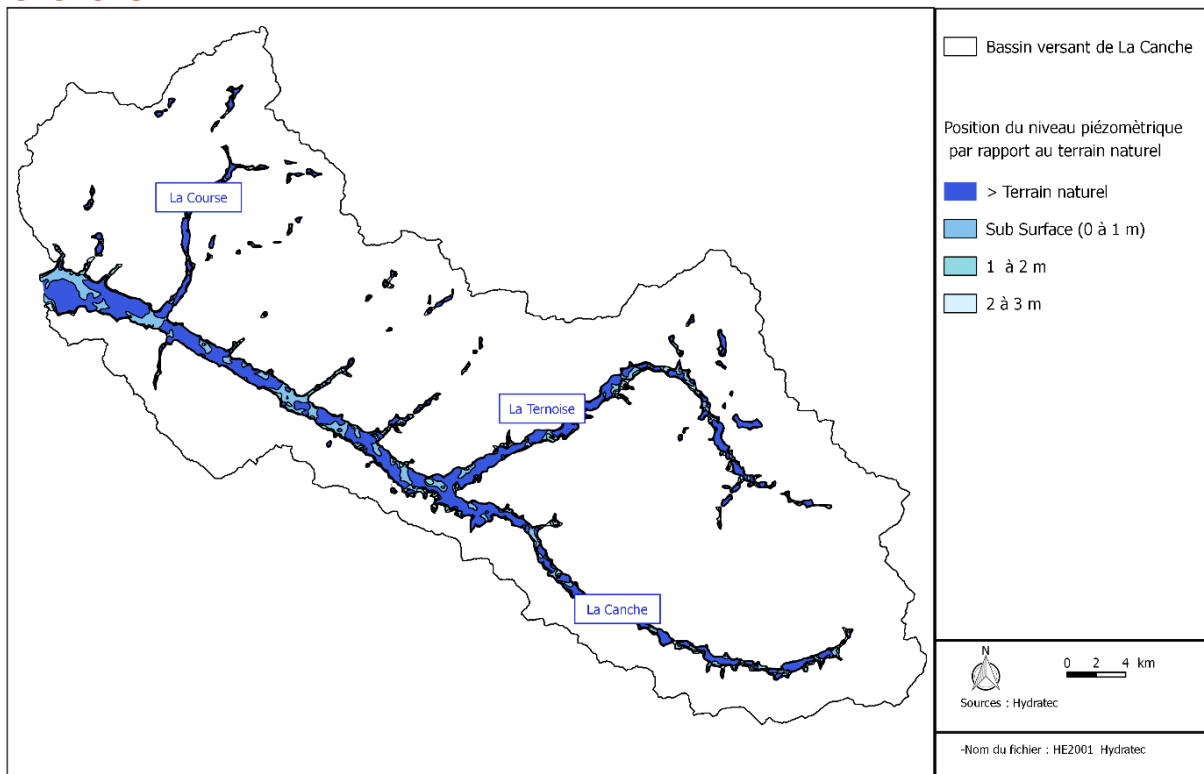 La Course
La Ternoise
La Canche
Bassin versant de La Canche
Position du niveau piézomètrique
par rapport au terrain naturel
> Terrain naturel
Sub Surface (0 à 1 m)
1 à 2 m
2 à 3 m
N
0 2 4 km
Sources : Hydratec
-Nom du fichier : HE2001 Hydratec